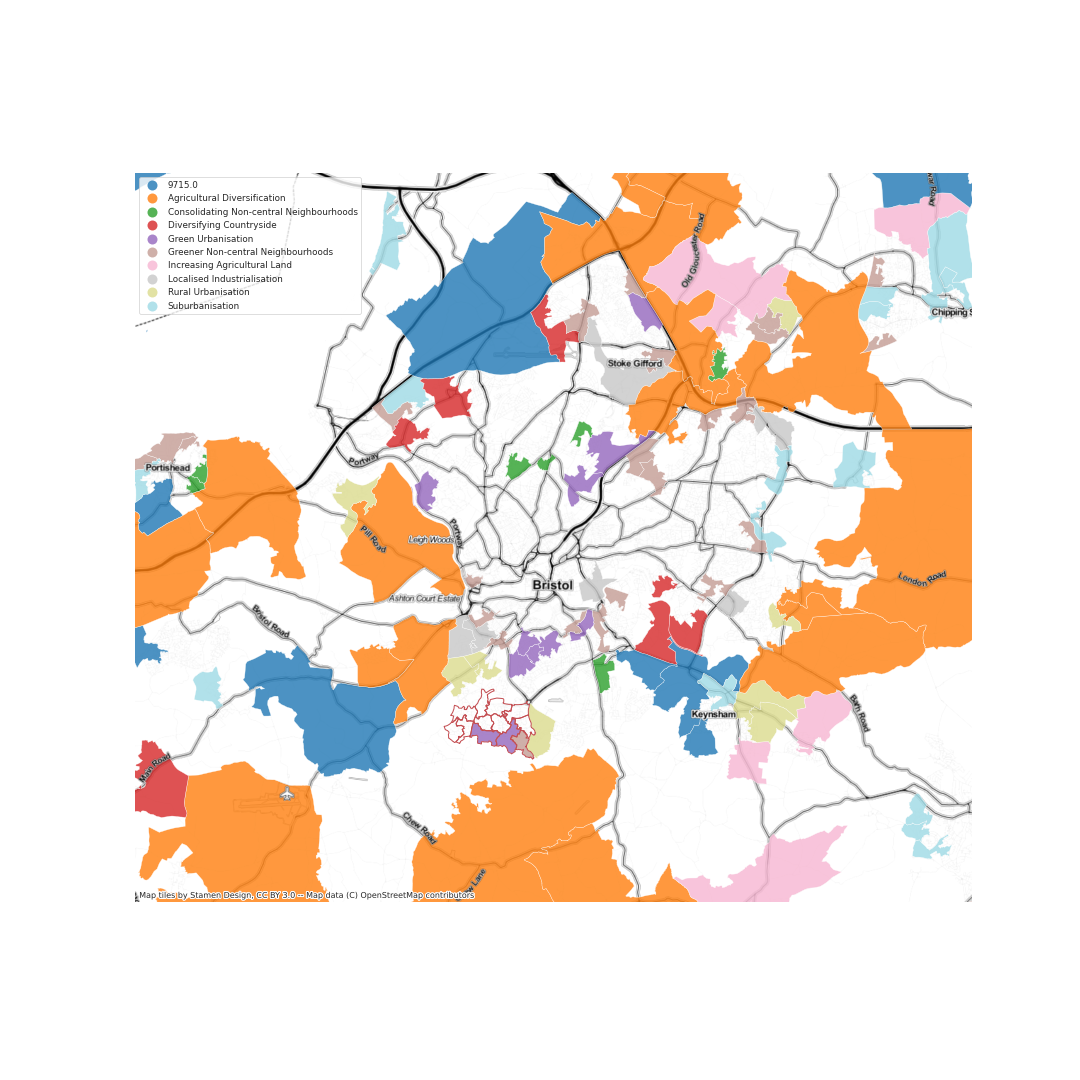 9715.0
Agricultural Diversification
Consolidating Non-central Neighbourhoods
Diversifying Countryside
Green Urbanisation
Greener Non-central Neighbourhoods
Increasing Agricultural Land
Localised Industrialisation
Rural Urbanisation
Suburbanisation
Road
Old Gloucester Road
Chipping S
Stoke Gifford
Portway
Portishead
Pill Road
Leigh Woods
Portway
Bristol
London Road
Ashton Court Estate
Bristol Road
Keynsham
Bath Road
Main Road
Chew Road
Lane
Map tiles by Stamen Design, CC BY 3.0 -- Map data (C) OpenStreetMap contributors